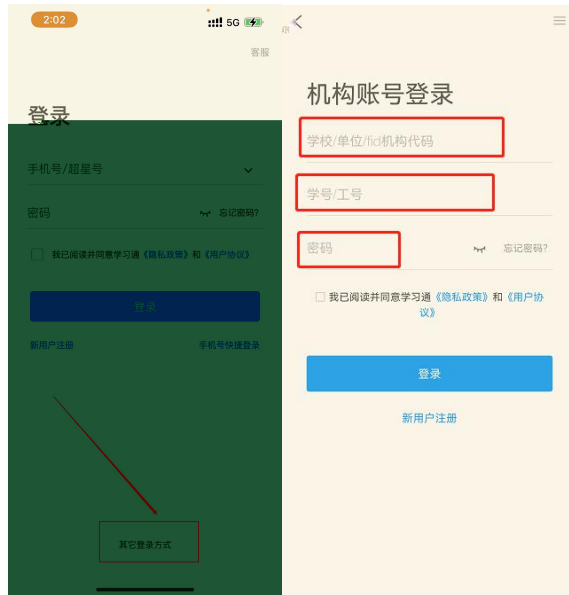 2:02
5G
客服
登录
手机号/超星号
密码
忘记密码?
我已阅读并同意学习通《隐私政策》和《用户协议》
登录
新用户注册
手机号快捷登录
其它登录方式
机构账号登录
学校/单位/fid机构代码
学号/工号
密码
忘记密码?
我已阅读并同意学习通《隐私政策》和《用户协
议》
登录
新用户注册